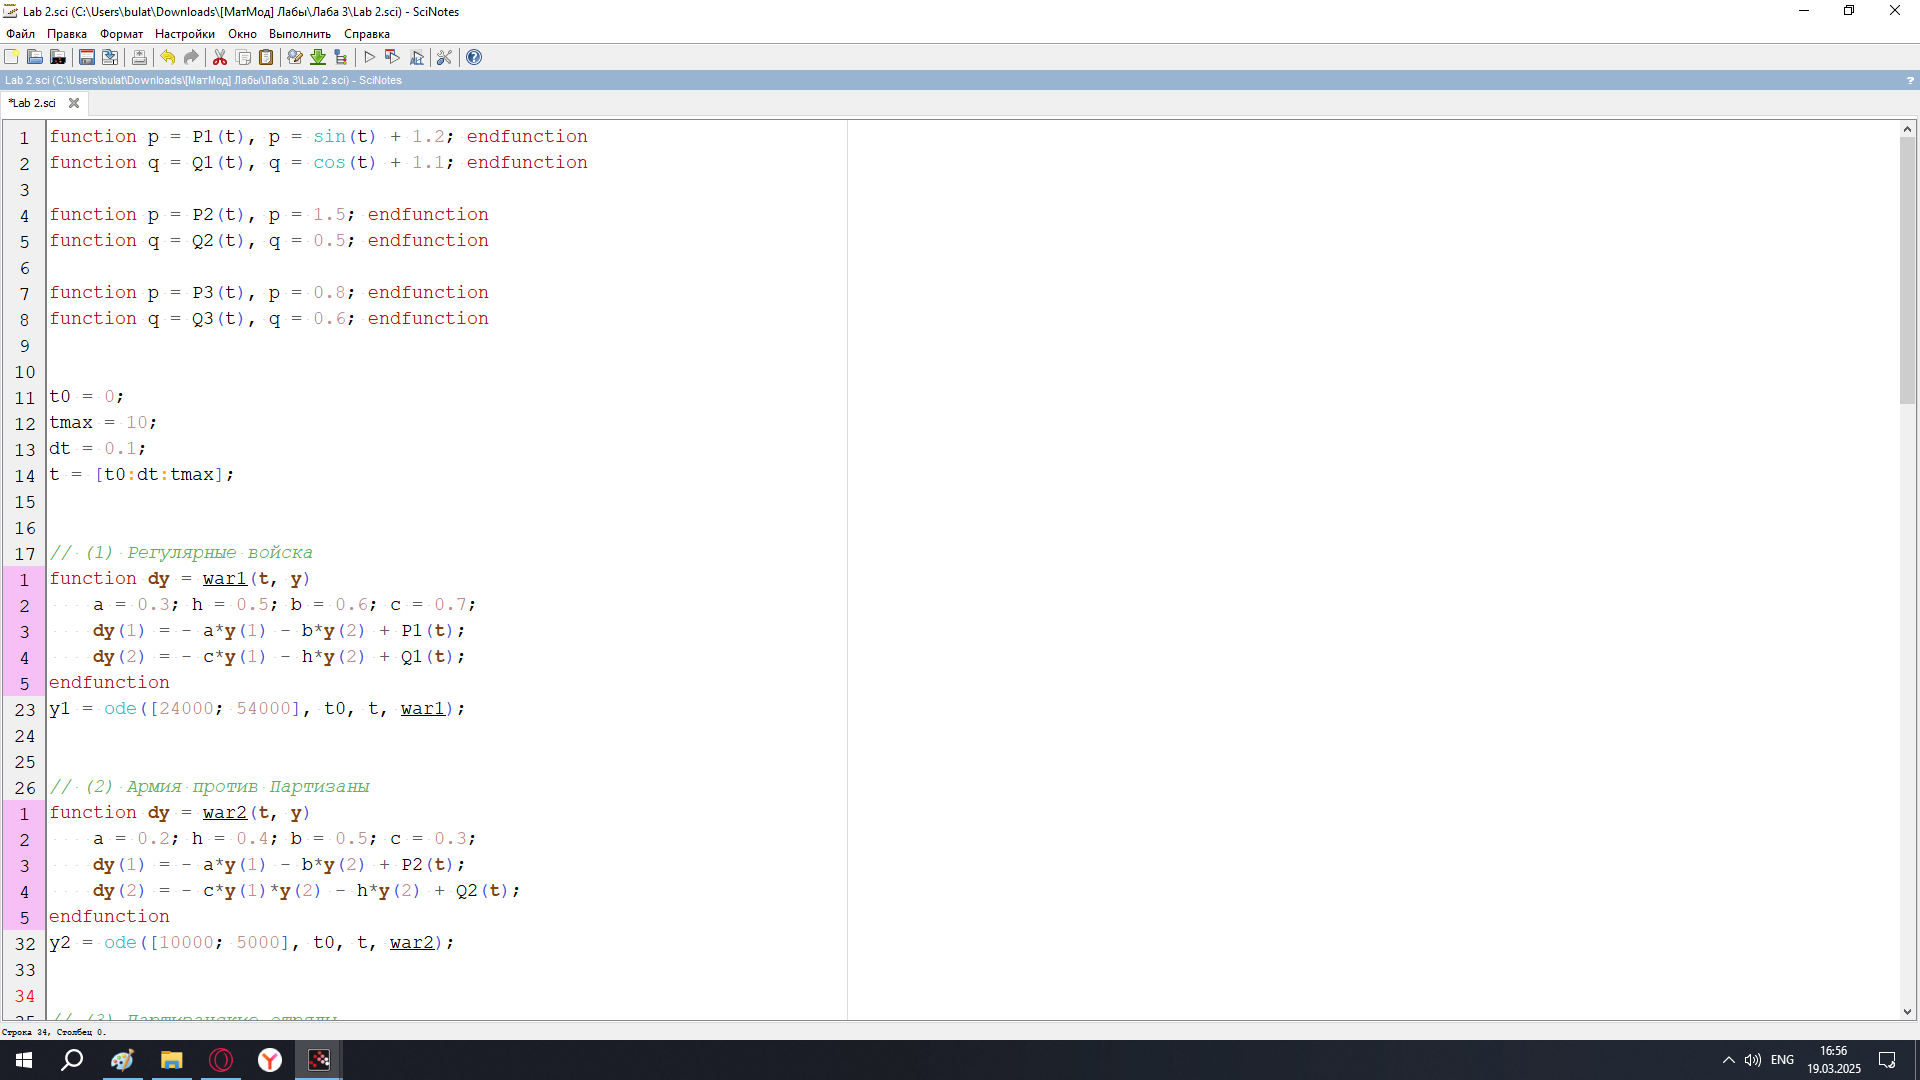 Lab 2.sci (C:\Users\bulat\Downloads\[МатМод] Лабы\Лаба 3\Lab 2.sci) - SciNotes
Файл Правка Формат Настройки Окно Выполнить Справка
Lab 2.sci (C:\Users\bulat\Downloads\[МатМод] Лабы\Лаба 3\Lab 2.sci) - SciNotes ?
*Lab 2.sci
1 function p = P1(t), p = sin(t) + 1.2; endfunction
2 function q = Q1(t), q = cos(t) + 1.1; endfunction
3
4 function p = P2(t), p = 1.5; endfunction
5 function q = Q2(t), q = 0.5; endfunction
6
7 function p = P3(t), p = 0.8; endfunction
8 function q = Q3(t), q = 0.6; endfunction
9
10
11 t0 = 0;
12 tmax = 10;
13 dt = 0.1;
14 t = [t0:dt:tmax];
15
16
17 // (1) Регулярные войска
1 function dy = war1(t, y)
2 a = 0.3; h = 0.5; b = 0.6; c = 0.7;
3 dy(1) = - a*y(1) - b*y(2) + P1(t);
4 dy(2) = - c*y(1) - h*y(2) + Q1(t);
5 endfunction
23 y1 = ode([24000; 54000], t0, t, war1);
24
25
26 // (2) Армия против Партизаны
1 function dy = war2(t, y)
2 a = 0.2; h = 0.4; b = 0.5; c = 0.3;
3 dy(1) = - a*y(1) - b*y(2) + P2(t);
4 dy(2) = - c*y(1)*y(2) - h*y(2) + Q2(t);
5 endfunction
32 y2 = ode([10000; 5000], t0, t, war2);
33
34
35 // (3) Партизанские отряды
Строка 34, Столбец 0.
ENG
16:56
19.03.2025